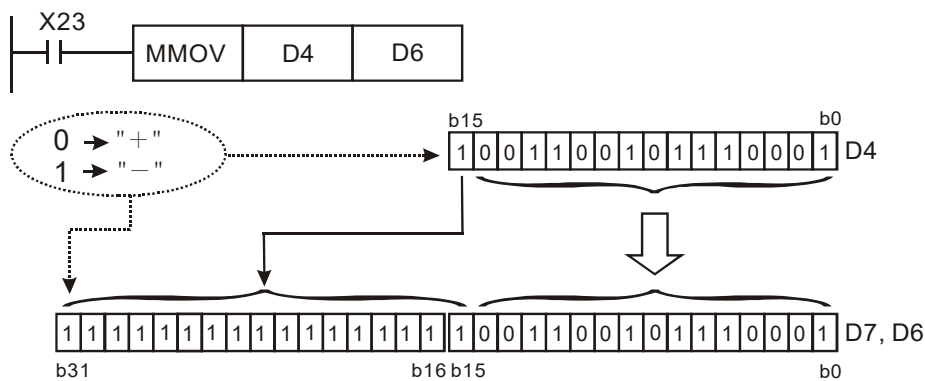 X23
MMOV D4 D6
0 → "+"
1 → "−"
b15 b0
1 0 0 1 1 0 0 1 0 1 1 1 0 0 0 1 D4
1 1 1 1 1 1 1 1 1 1 1 1 1 1 1 1 1 0 0 1 1 0 0 1 0 1 1 1 0 0 0 1 D7, D6
b31 b16 b15 b0